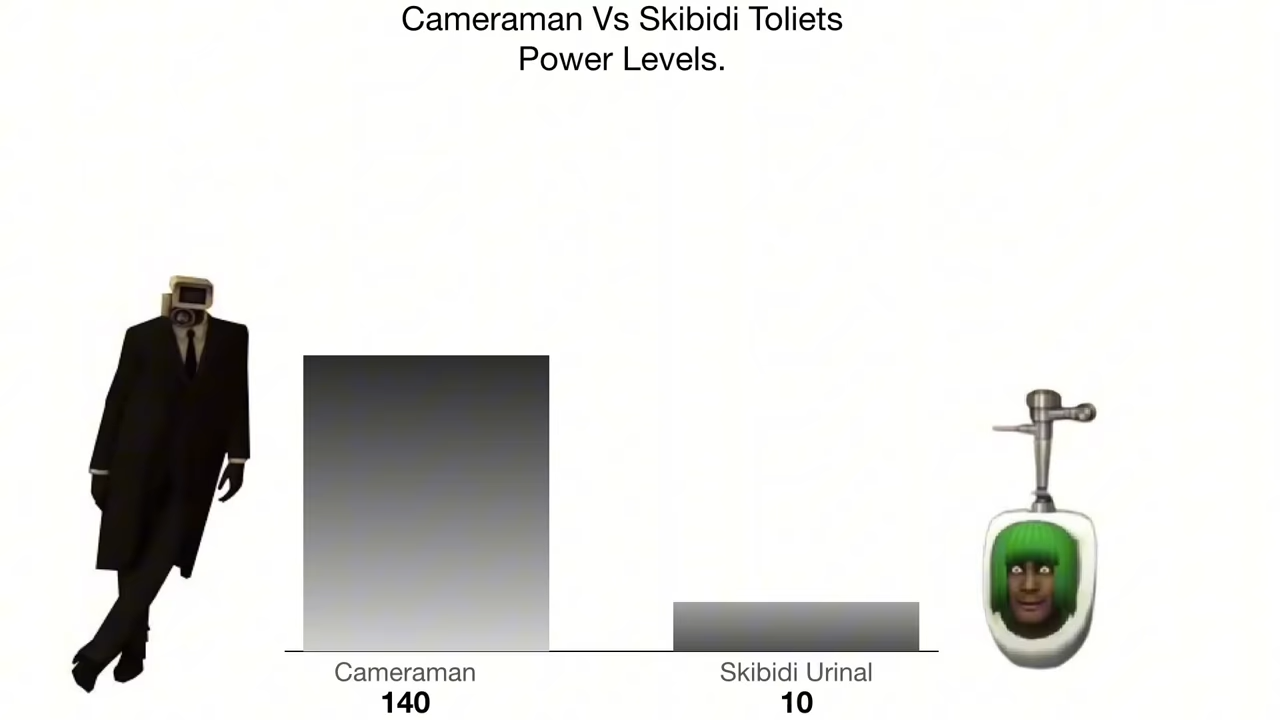 Cameraman Vs Skibidi Toliets
Power Levels.
Cameraman
140
Skibidi Urinal
10